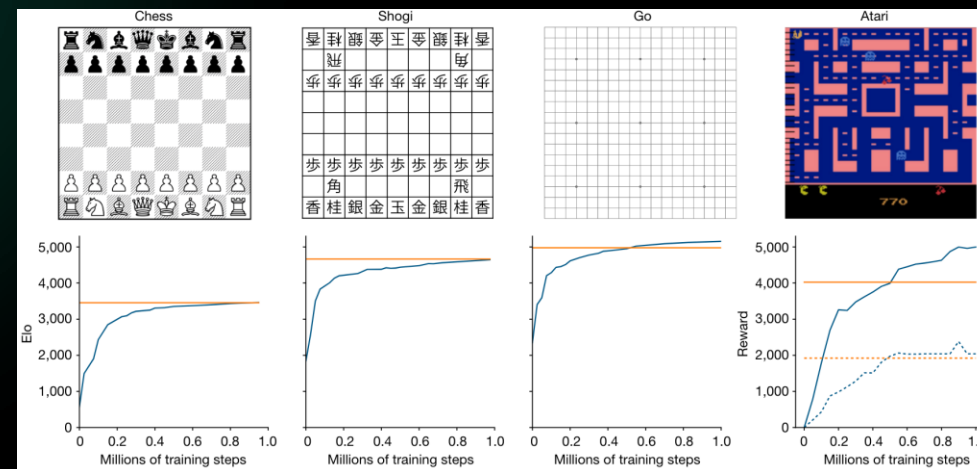 Chess
Shogi
Go
Atari
香 桂 銀 金 玉 金 銀 桂 香
飛 角
歩 歩 歩 歩 歩 歩 歩 歩 歩
歩 歩 歩 歩 歩 歩 歩 歩 歩
角 飛
香 桂 銀 金 玉 金 銀 桂 香
770
Elo
5,000
4,000
3,000
2,000
1,000
0
0 0.2 0.4 0.6 0.8 1.0
Millions of training steps
0 0.2 0.4 0.6 0.8 1.0
Millions of training steps
0 0.2 0.4 0.6 0.8 1.0
Millions of training steps
Reward
5,000
4,000
3,000
2,000
1,000
0
0 0.2 0.4 0.6 0.8 1.
Millions of training steps